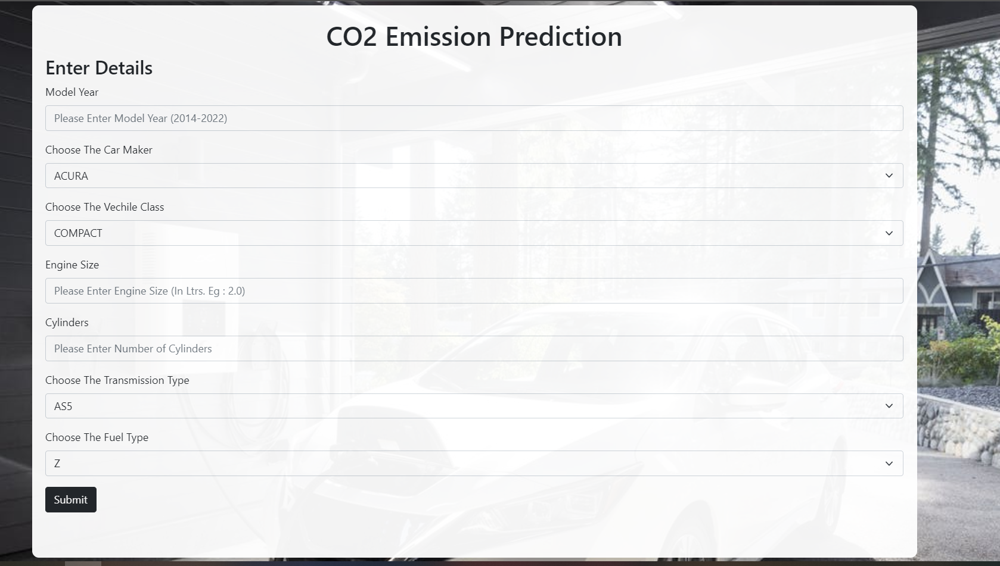 CO2 Emission Prediction
Enter Details
Model Year
Please Enter Model Year (2014-2022)
Choose The Car Maker
ACURA
Choose The Vechile Class
COMPACT
Engine Size
Please Enter Engine Size (In Ltrs. Eg : 2.0)
Cylinders
Please Enter Number of Cylinders
Choose The Transmission Type
AS5
Choose The Fuel Type
Z
Submit